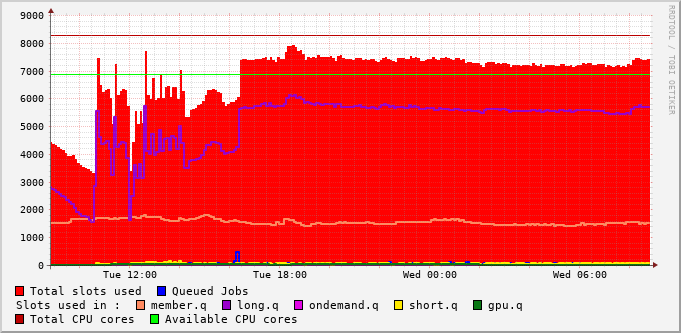 RRDTOOL / TOBI OETIKER
9000
8000
7000
6000
5000
4000
3000
2000
1000
0
Tue 12:00 Tue 18:00 Wed 00:00 Wed 06:00
Total slots used Queued Jobs
Slots used in : member.q long.q ondemand.q short.q gpu.q
Total CPU cores Available CPU cores